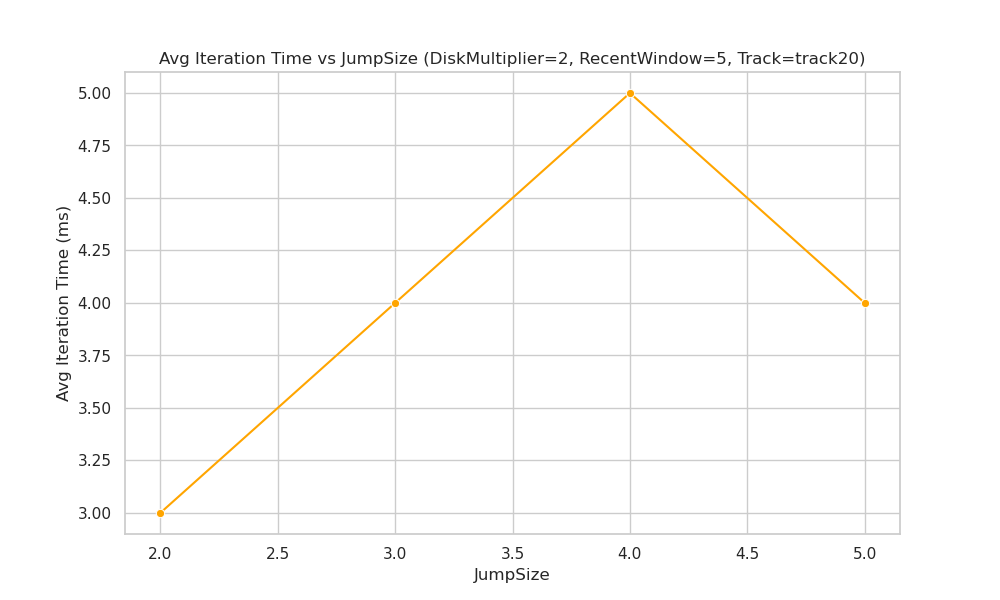 Avg Iteration Time vs JumpSize (DiskMultiplier=2, RecentWindow=5, Track=track20)
Avg Iteration Time (ms)
5.00
4.75
4.50
4.25
4.00
3.75
3.50
3.25
3.00
2.0 2.5 3.0 3.5 4.0 4.5 5.0
JumpSize